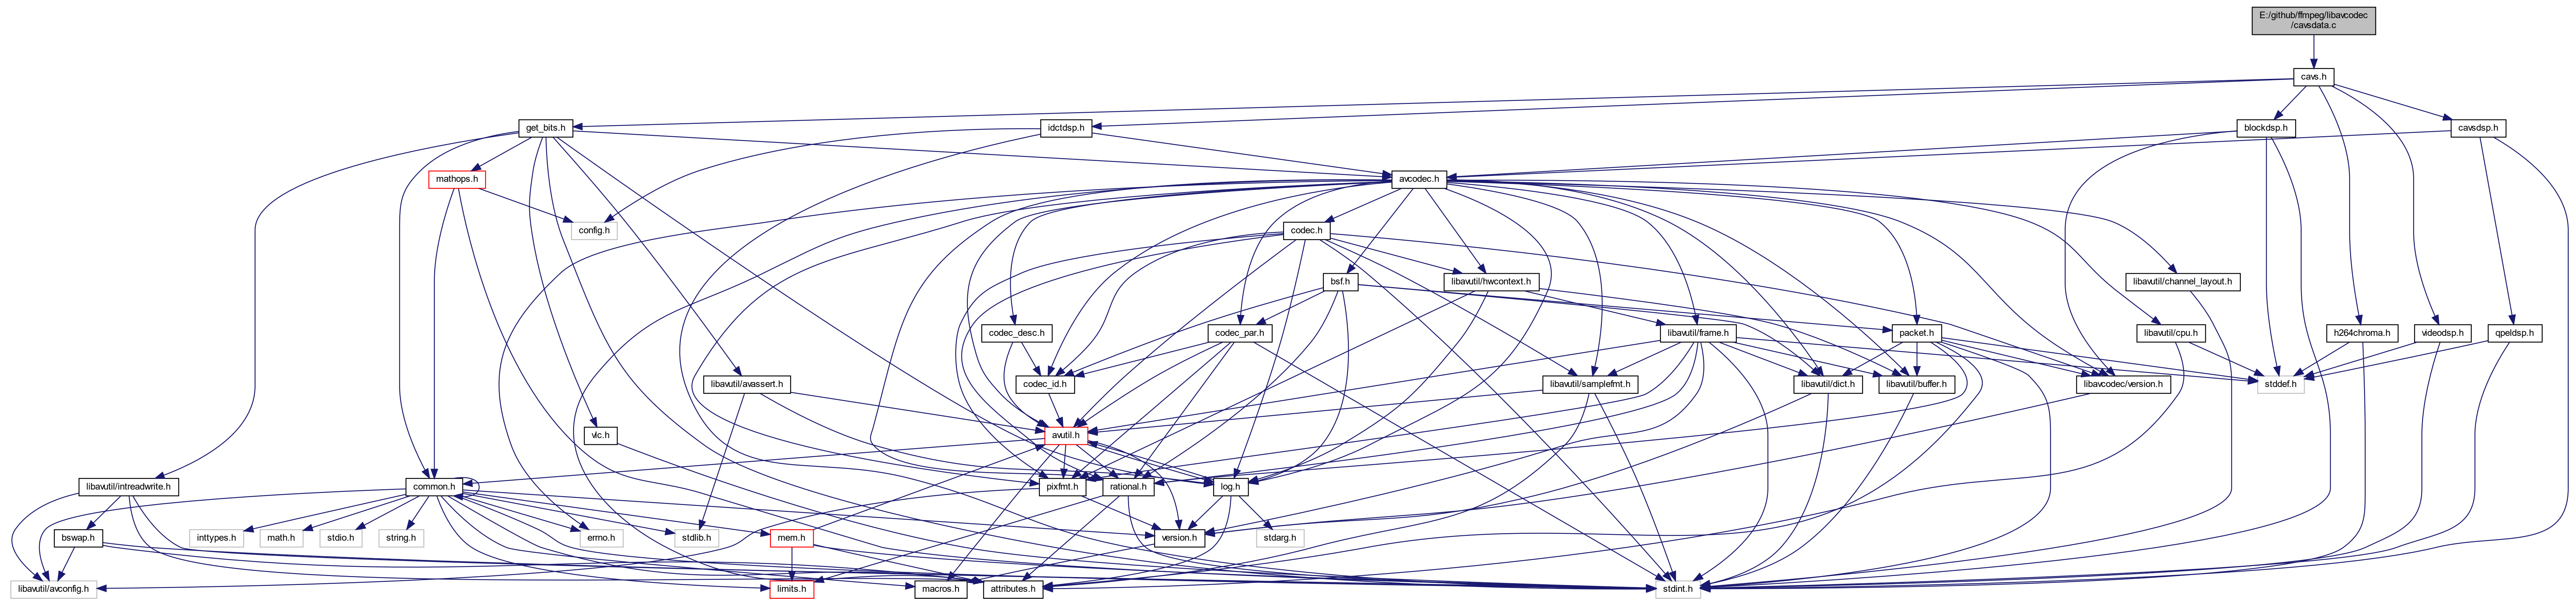 E:/github/ffmpeg/libavcodec
/cavsdata.c
cavs.h
get_bits.h
idctdsp.h
blockdsp.h
cavsdsp.h
mathops.h
avcodec.h
config.h
codec.h
bsf.h
libavutil/hwcontext.h
libavutil/channel_layout.h
codec_desc.h
codec_par.h
libavutil/frame.h
packet.h
libavutil/cpu.h
h264chroma.h
videodsp.h
qpeldsp.h
libavutil/avassert.h
codec_id.h
libavutil/samplefmt.h
libavutil/dict.h
libavutil/buffer.h
libavcodec/version.h
stddef.h
vlc.h
avutil.h
libavutil/intreadwrite.h
common.h
pixfmt.h
rational.h
log.h
bswap.h
inttypes.h
math.h
stdio.h
string.h
errno.h
stdlib.h
mem.h
version.h
stdarg.h
libavutil/avconfig.h
limits.h
macros.h
attributes.h
stdint.h